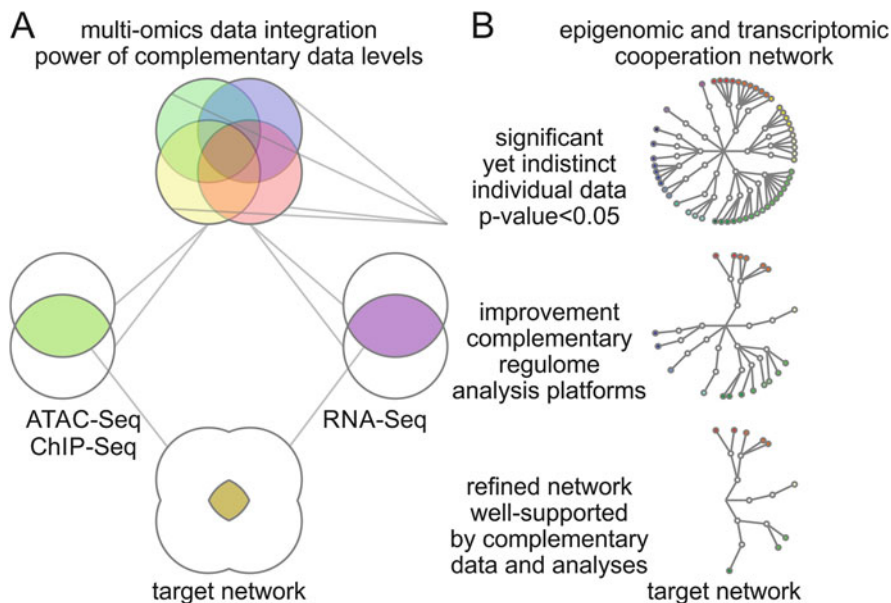 A
multi-omics data integration
power of complementary data levels
ATAC-Seq
ChIP-Seq
RNA-Seq
target network
B
epigenomic and transcriptomic
cooperation network
significant
yet indistinct
individual data
p-value<0.05
improvement
complementary
regulome
analysis platforms
refined network
well-supported
by complementary
data and analyses
target network